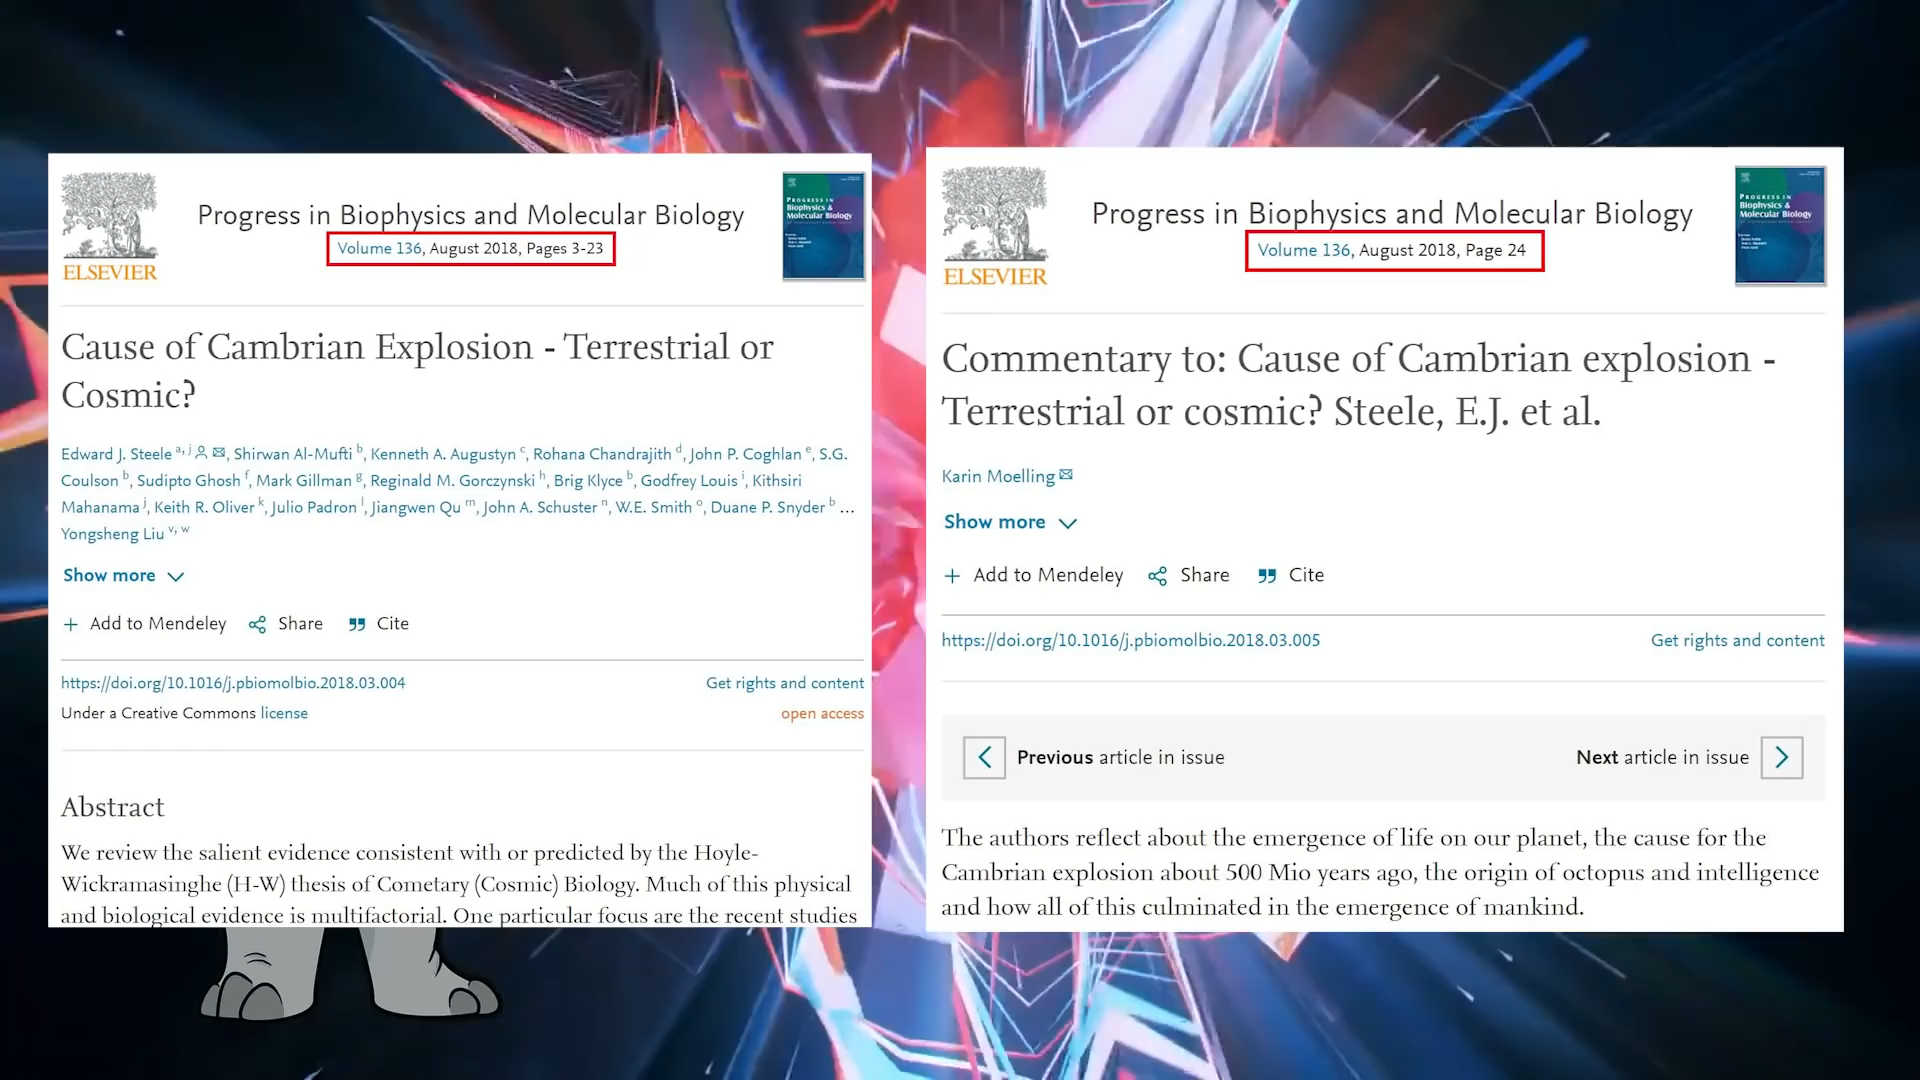 ELSEVIER
Progress in Biophysics and Molecular Biology
Volume 136, August 2018, Pages 3-23
PROGRESS IN
Biophysics &
Molecular Biology
Cause of Cambrian Explosion - Terrestrial or
Cosmic?
Edward J. Steele a, j, Shirwan Al-Mufti b, Kenneth A. Augustyn c, Rohana Chandrajith d, John P. Coghlan e, S.G.
Coulson b, Sudipto Ghosh f, Mark Gillman g, Reginald M. Gorczynski h, Brig Klyce b, Godfrey Louis i, Kithsiri
Mahanama j, Keith R. Oliver k, Julio Padron l, Jiangwen Qu m, John A. Schuster n, W.E. Smith o, Duane P. Snyder b ...
Yongsheng Liu v, w
Show more
+ Add to Mendeley Share Cite
https://doi.org/10.1016/j.pbiomolbio.2018.03.004 Get rights and content
Under a Creative Commons license open access
Abstract
We review the salient evidence consistent with or predicted by the Hoyle-
Wickramasinghe (H-W) thesis of Cometary (Cosmic) Biology. Much of this physical
and biological evidence is multifactorial. One particular focus are the recent studies
ELSEVIER
Progress in Biophysics and Molecular Biology
Volume 136, August 2018, Page 24
PROGRESS IN
Biophysics &
Molecular Biology
Commentary to: Cause of Cambrian explosion -
Terrestrial or cosmic? Steele, E.J. et al.
Karin Moelling
Show more
+ Add to Mendeley Share Cite
https://doi.org/10.1016/j.pbiomolbio.2018.03.005 Get rights and content
Previous article in issue Next article in issue
The authors reflect about the emergence of life on our planet, the cause for the
Cambrian explosion about 500 Mio years ago, the origin of octopus and intelligence
and how all of this culminated in the emergence of mankind.